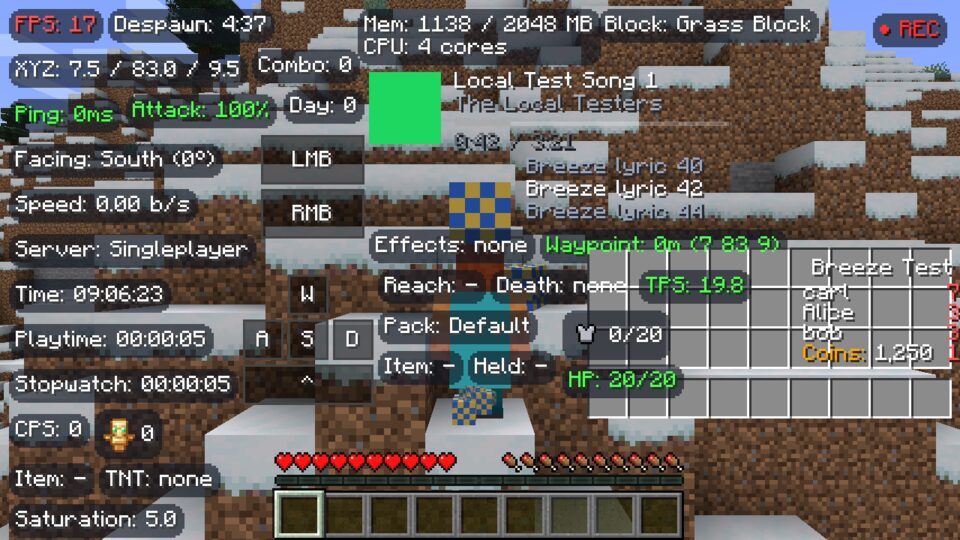 FPS: 17
Despawn: 4:37
Mem: 1138 / 2048 MB
Block: Grass Block
REC
CPU: 4 cores
XYZ: 7.5 / 83.0 / 9.5
Combo: 0
Local Test Song 1
The Local Testers
Ping: 0ms
Attack: 100%
Day: 0
0:42 / 3:21
Facing: South (0°)
LMB
Breeze lyric 40
Breeze lyric 42
Breeze lyric 44
Speed: 0.00 b/s
RMB
Server: Singleplayer
Effects: none
Waypoint: 0m (7 83 9)
Breeze Test
Time: 09:06:23
W
Reach: -
Death: none
TPS: 19.8
carl
Alice
bob
Coins: 1,250
Playtime: 00:00:05
A
S
D
Pack: Default
0/20
Stopwatch: 00:00:05
^
Item: -
Held: -
HP: 20/20
CPS: 0
0
Item: -
TNT: none
Saturation: 5.0